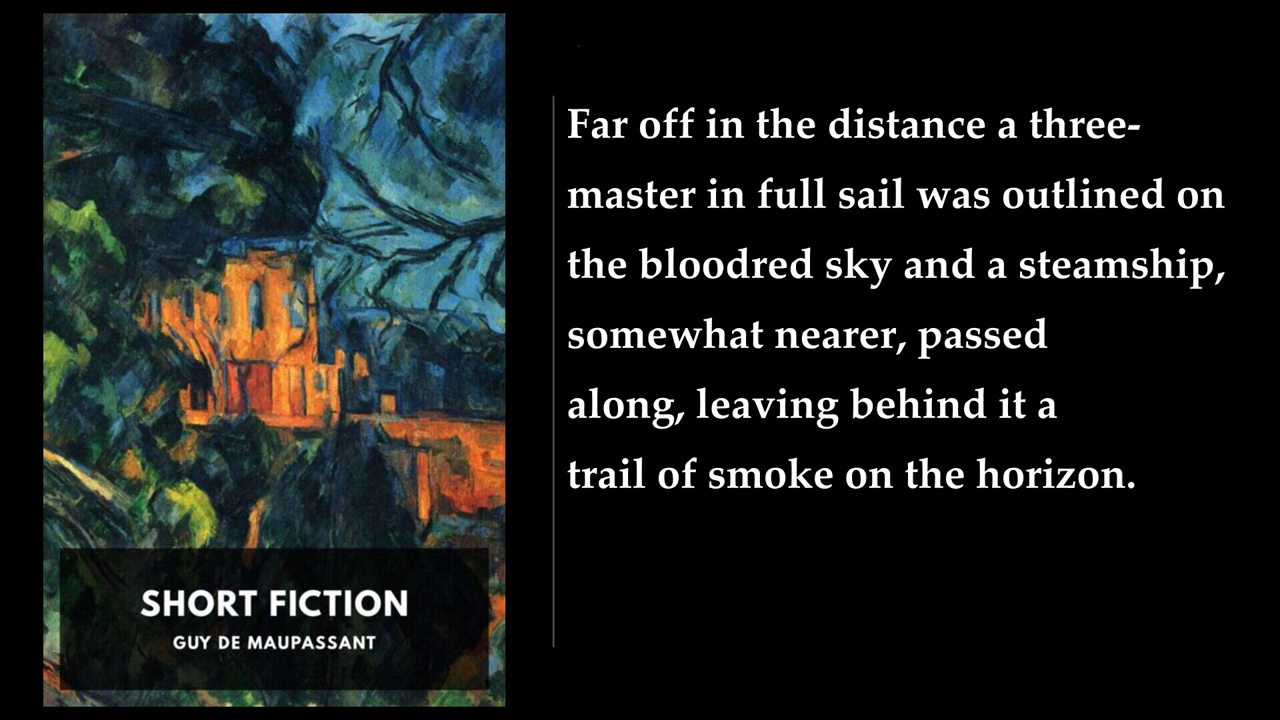 Far off in the distance a three-
master in full sail was outlined on
the bloodred sky and a steamship,
somewhat nearer, passed
along, leaving behind it a
trail of smoke on the horizon.
SHORT FICTION
GUY DE MAUPASSANT